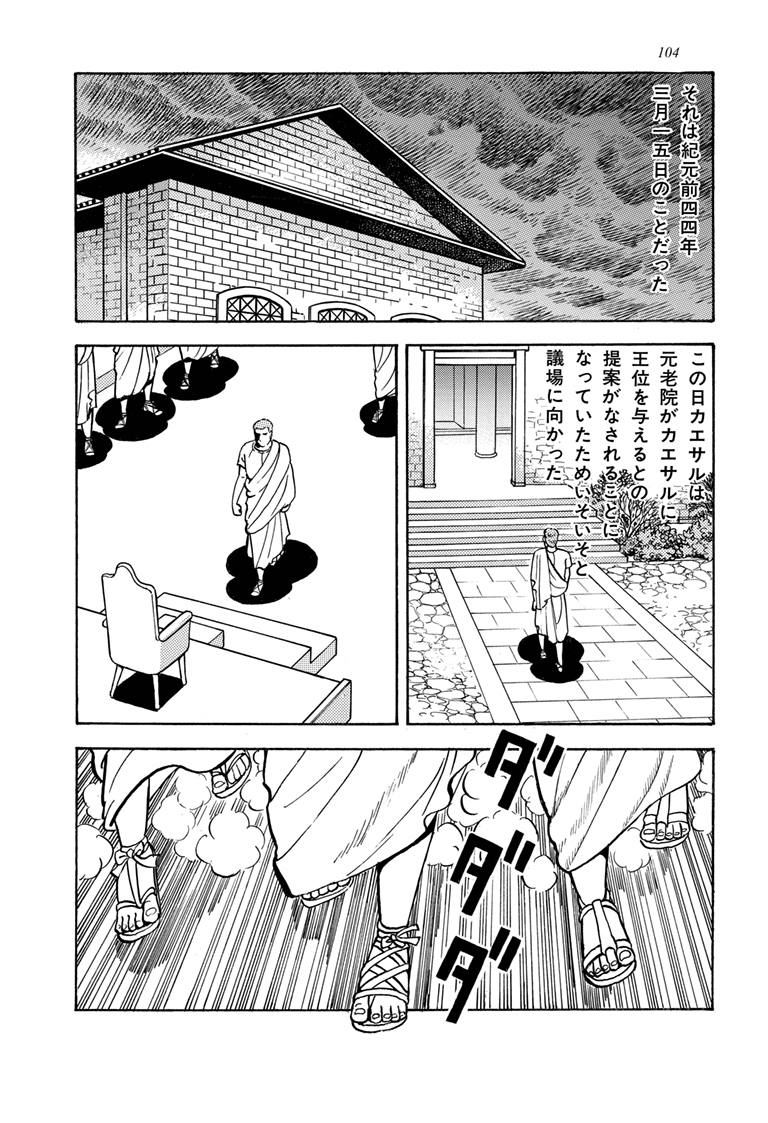 104
それは紀元前四四年
三月一五日のことだった
この日カエサルは
元老院がカエサルに
王位を与えるとの
提案がなされることに
なっていたためいそいそと
議場に向かった
ダダダ